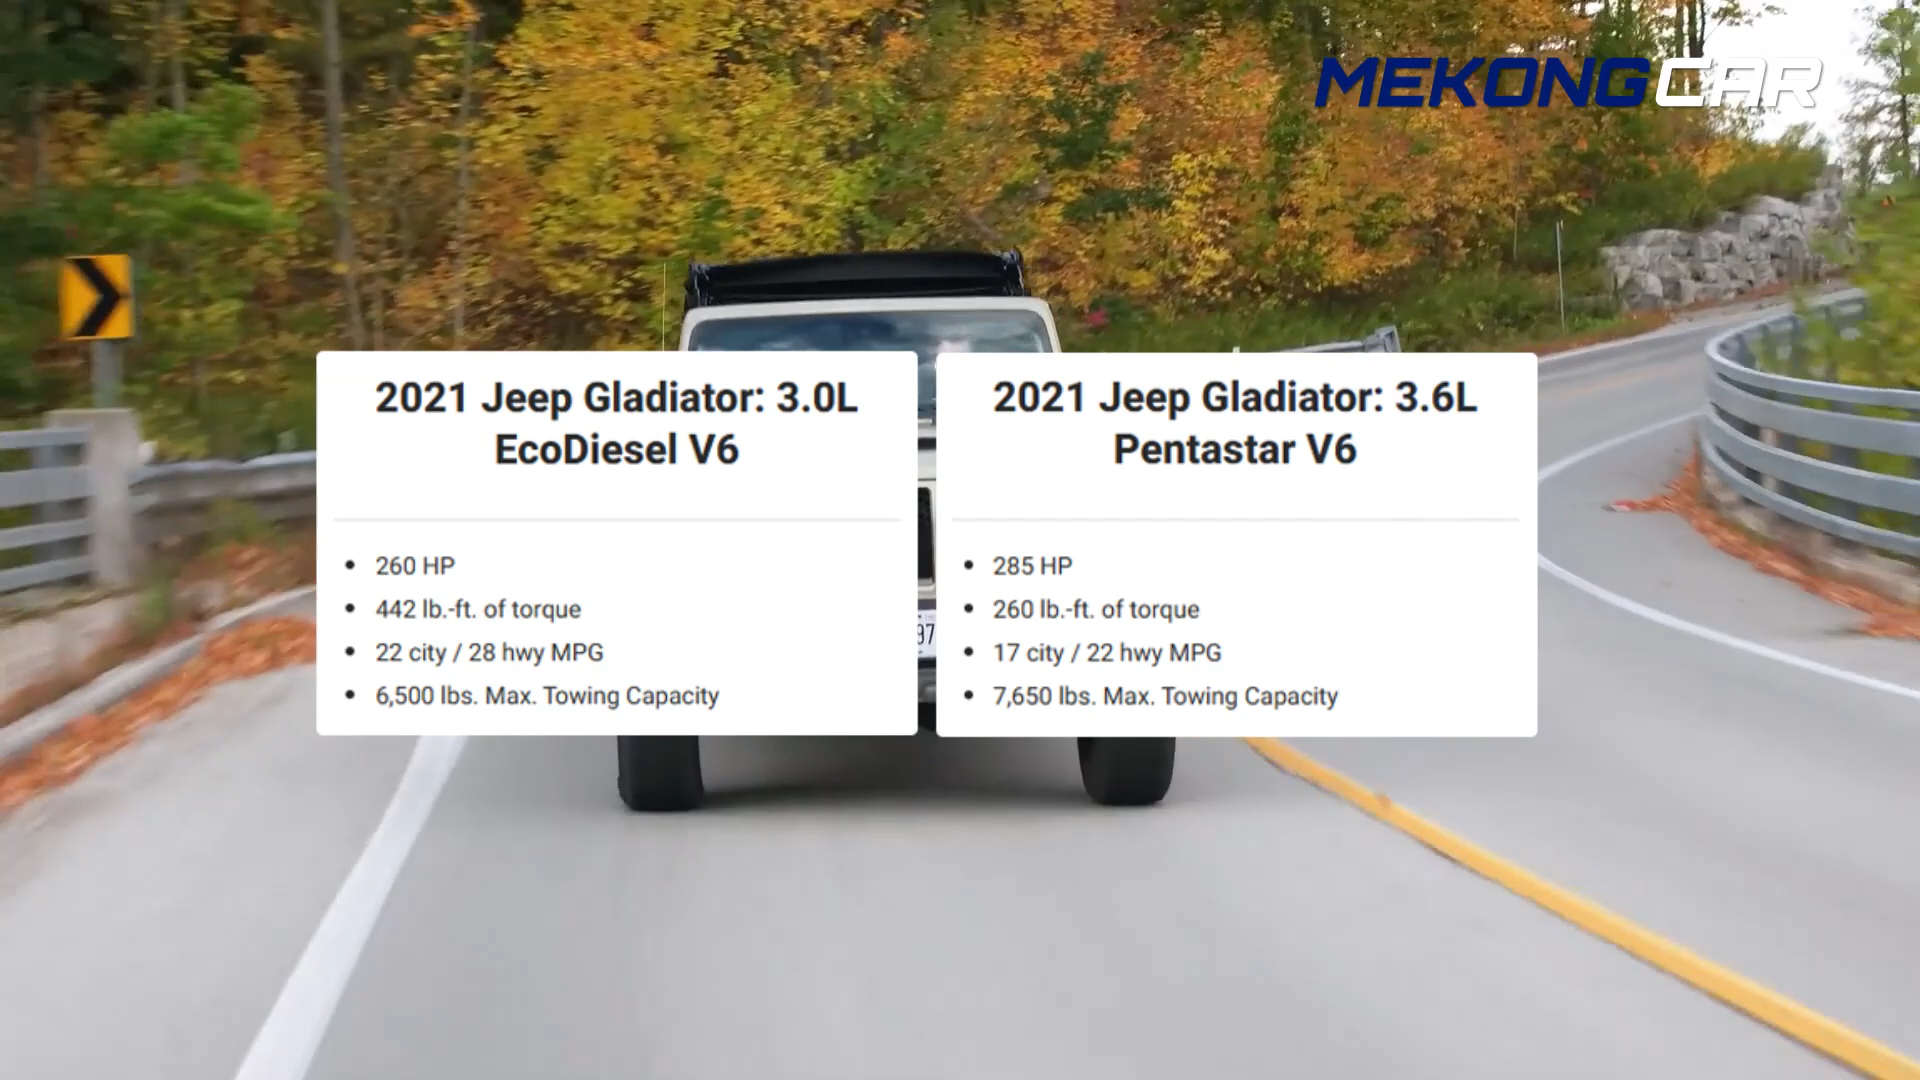 MEKONGCAR
2021 Jeep Gladiator: 3.0L
EcoDiesel V6
• 260 HP
• 442 lb.-ft. of torque
• 22 city / 28 hwy MPG
• 6,500 lbs. Max. Towing Capacity
2021 Jeep Gladiator: 3.6L
Pentastar V6
• 285 HP
• 260 lb.-ft. of torque
• 17 city / 22 hwy MPG
• 7,650 lbs. Max. Towing Capacity
97